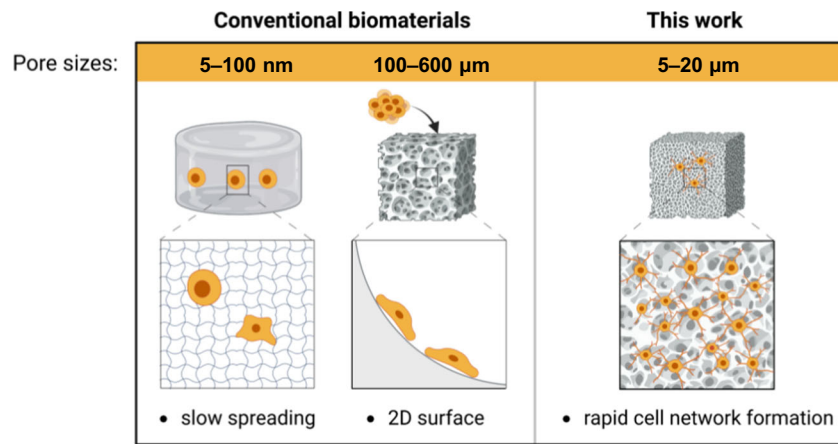 Conventional biomaterials This work
Pore sizes: 5–100 nm 100–600 µm 5–20 µm
• slow spreading • 2D surface • rapid cell network formation